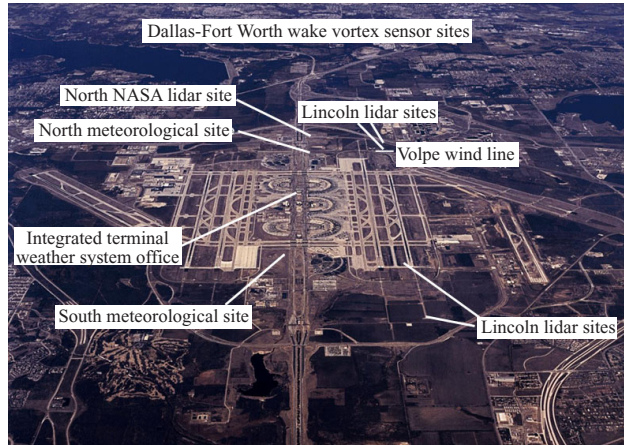 Dallas-Fort Worth wake vortex sensor sites
North NASA lidar site
Lincoln lidar sites
North meteorological site
Volpe wind line
Integrated terminal
weather system office
South meteorological site
Lincoln lidar sites